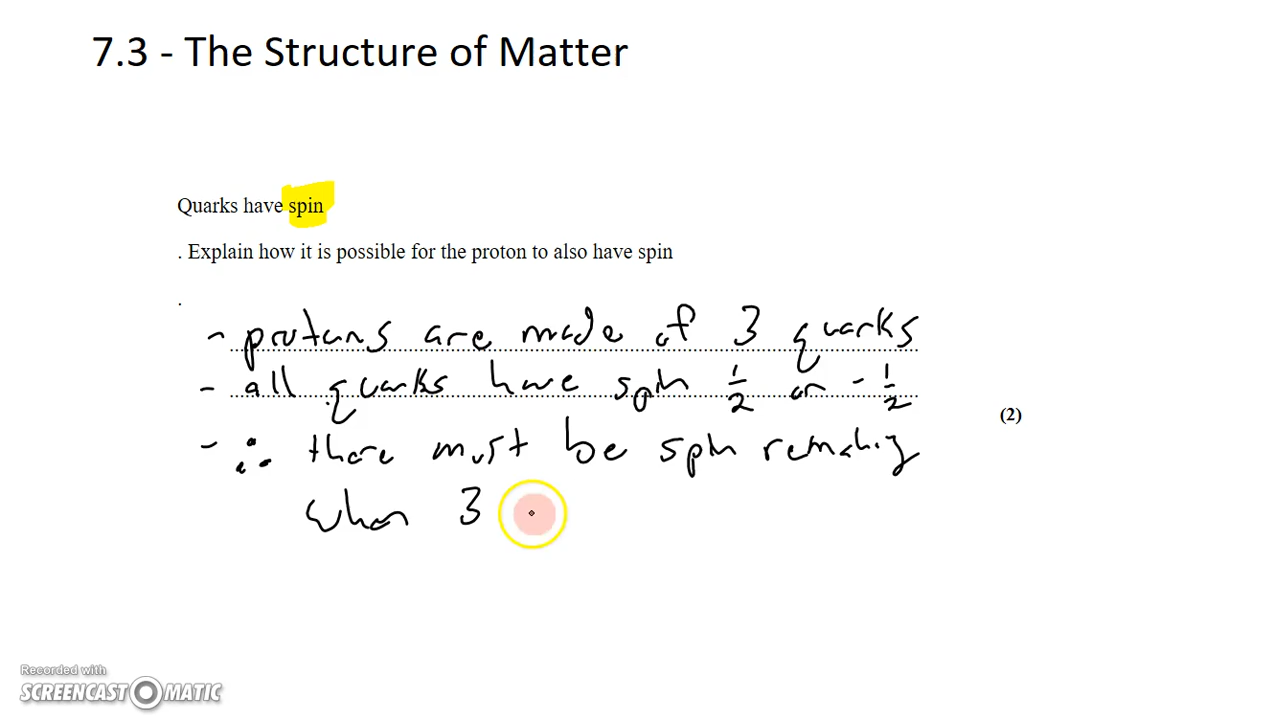 7.3 - The Structure of Matter
Quarks have spin
. Explain how it is possible for the proton to also have spin
.
- protons are made of 3 quarks
- all quarks have spin 1/2 or -1/2
(2)
- ∴ there must be spin remaining
when 3
Recorded with
SCREENCAST O MATIC